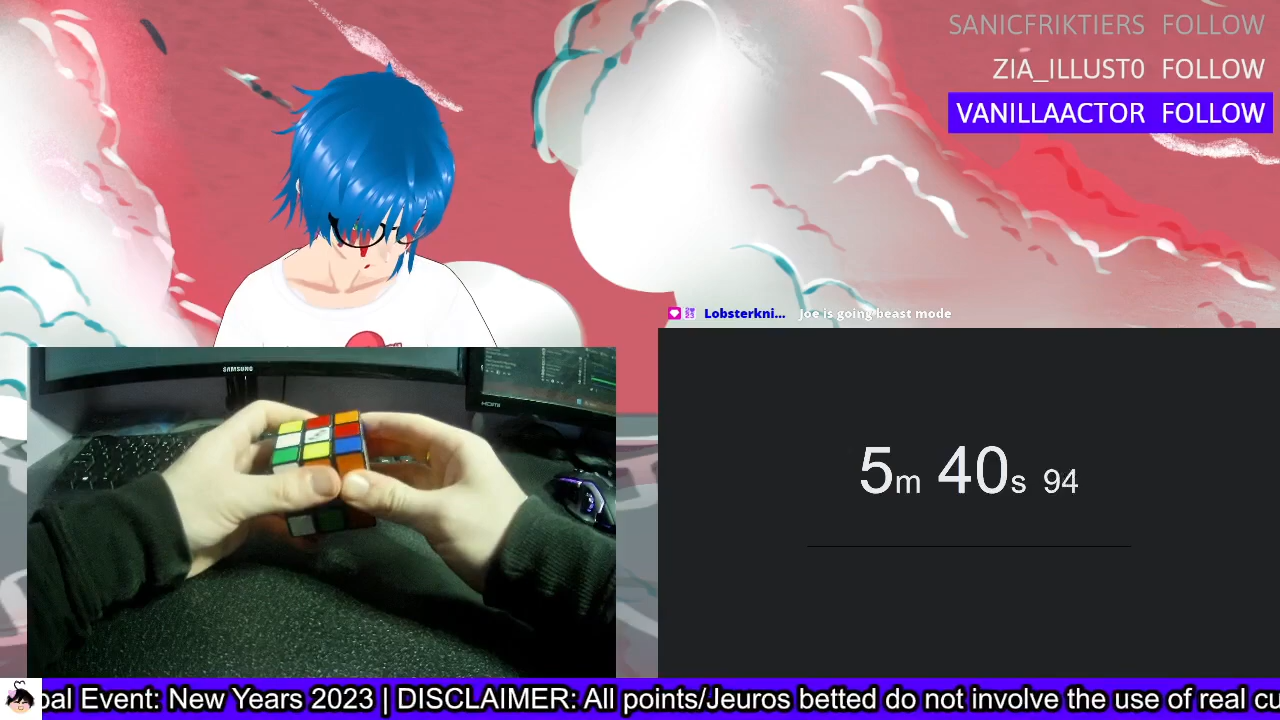 SANICFRIKTIERS FOLLOW
ZIA_ILLUST0 FOLLOW
VANILLAACTOR FOLLOW
Lobsterkni... Joe is going beast mode
SAMSUNG
HDMI
5m 40s 94
bal Event: New Years 2023 | DISCLAIMER: All points/Jeuros betted do not involve the use of real cu